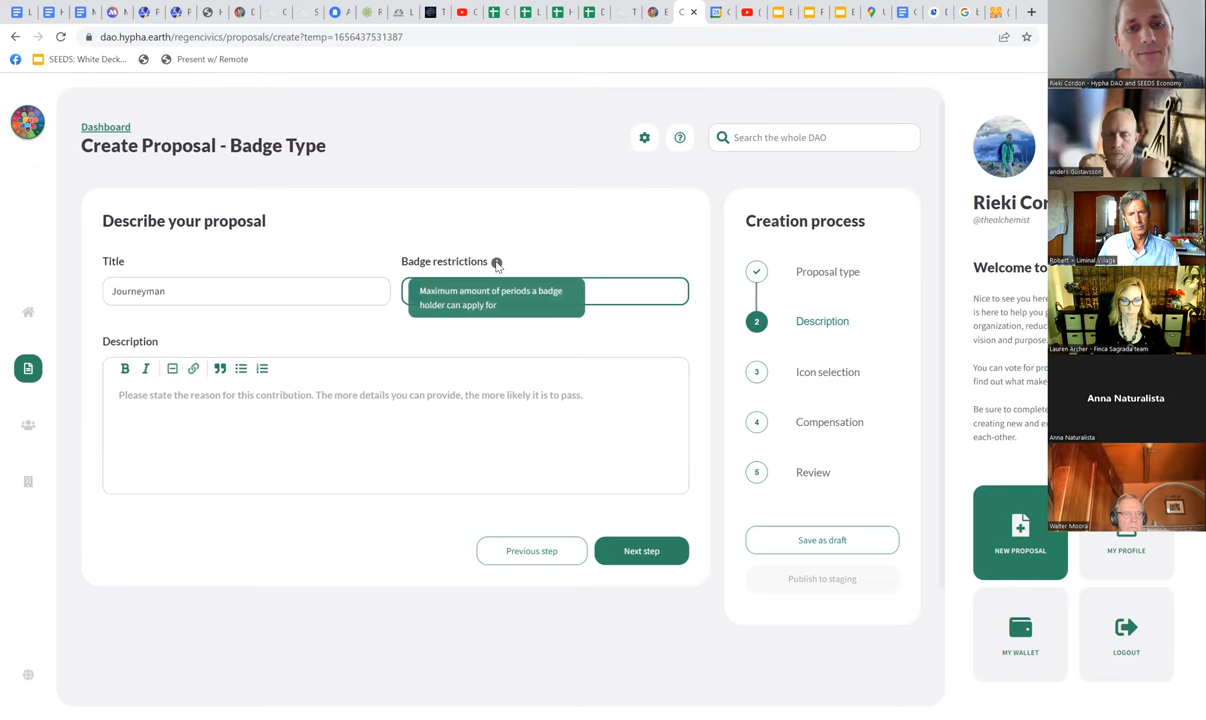 dao.hypha.earth/regencivics/proposals/create?temp=1656437531387
SEEDS: White Deck...
Present w/ Remote
Dashboard
Create Proposal - Badge Type
Search the whole DAO
Describe your proposal
Title
Badge restrictions
Journeyman
Maximum amount of periods a badge
holder can apply for
Description
B I
Please state the reason for this contribution. The more details you can provide, the more likely it is to pass.
Previous step
Next step
Creation process
Proposal type
2 Description
3 Icon selection
4 Compensation
5 Review
Save as draft
Publish to staging
Rieki Cor
@thealchemist
Welcome to
Nice to see you here
is here to help you
organization, reduc
vision and purpose.
You can vote for pro
find out what make
Be sure to complete
creating new and ex
each-other.
NEW PROPOSAL
MY PROFILE
MY WALLET
LOGOUT
Rieki Cordon - Hypha DAO and SEEDS Economy
anders Gustavsson
Robert × Liminal Village
Lauren Archer - Finca Sagrada team
Anna Naturalista
Anna Naturalista
Walter Moora